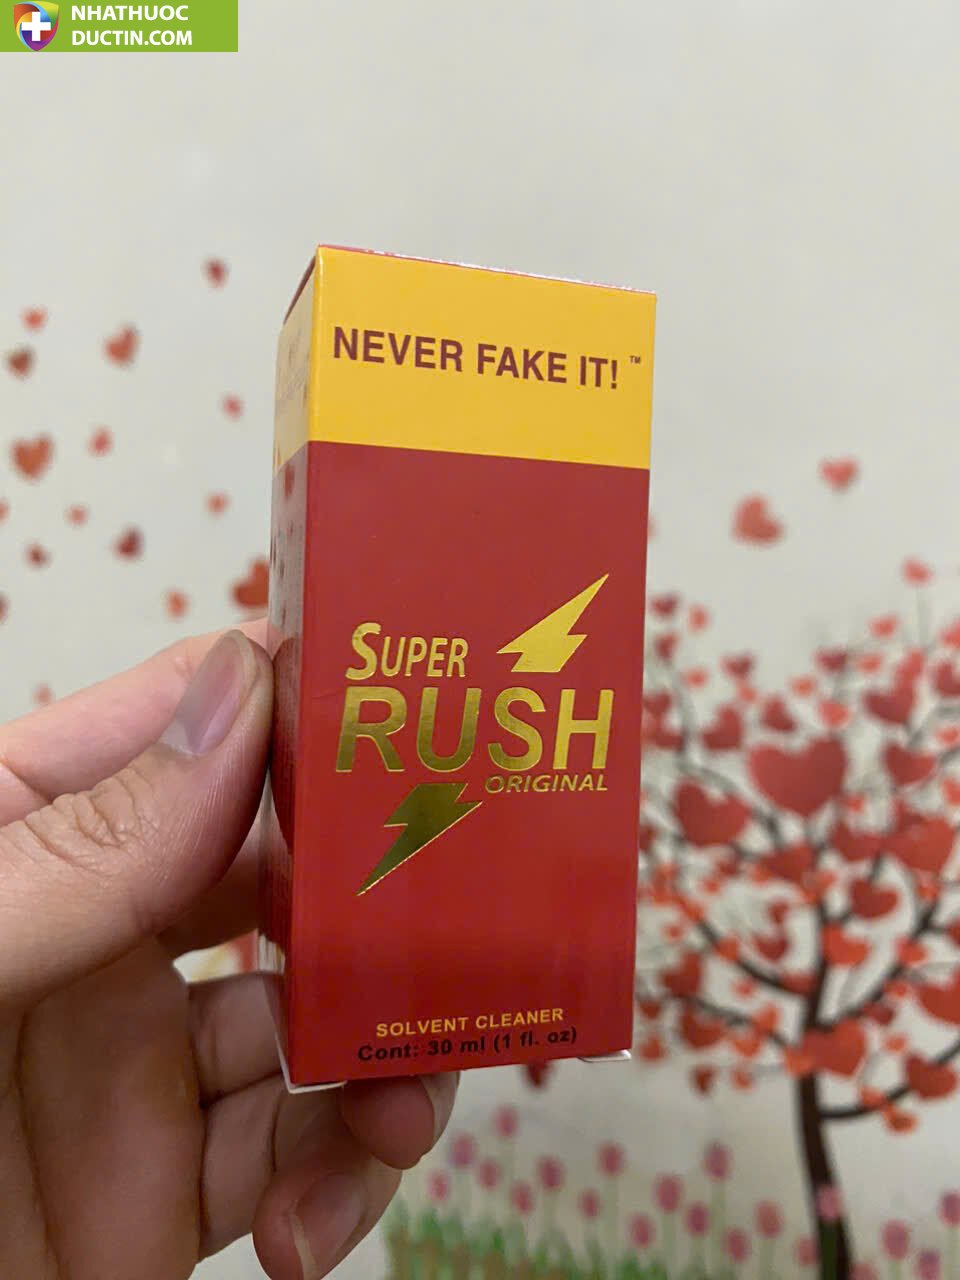 NHATHUOC
DUCTIN.COM
NEVER FAKE IT! ™
SUPER
RUSH
ORIGINAL
SOLVENT CLEANER
Cont: 30 ml (1 fl. oz)